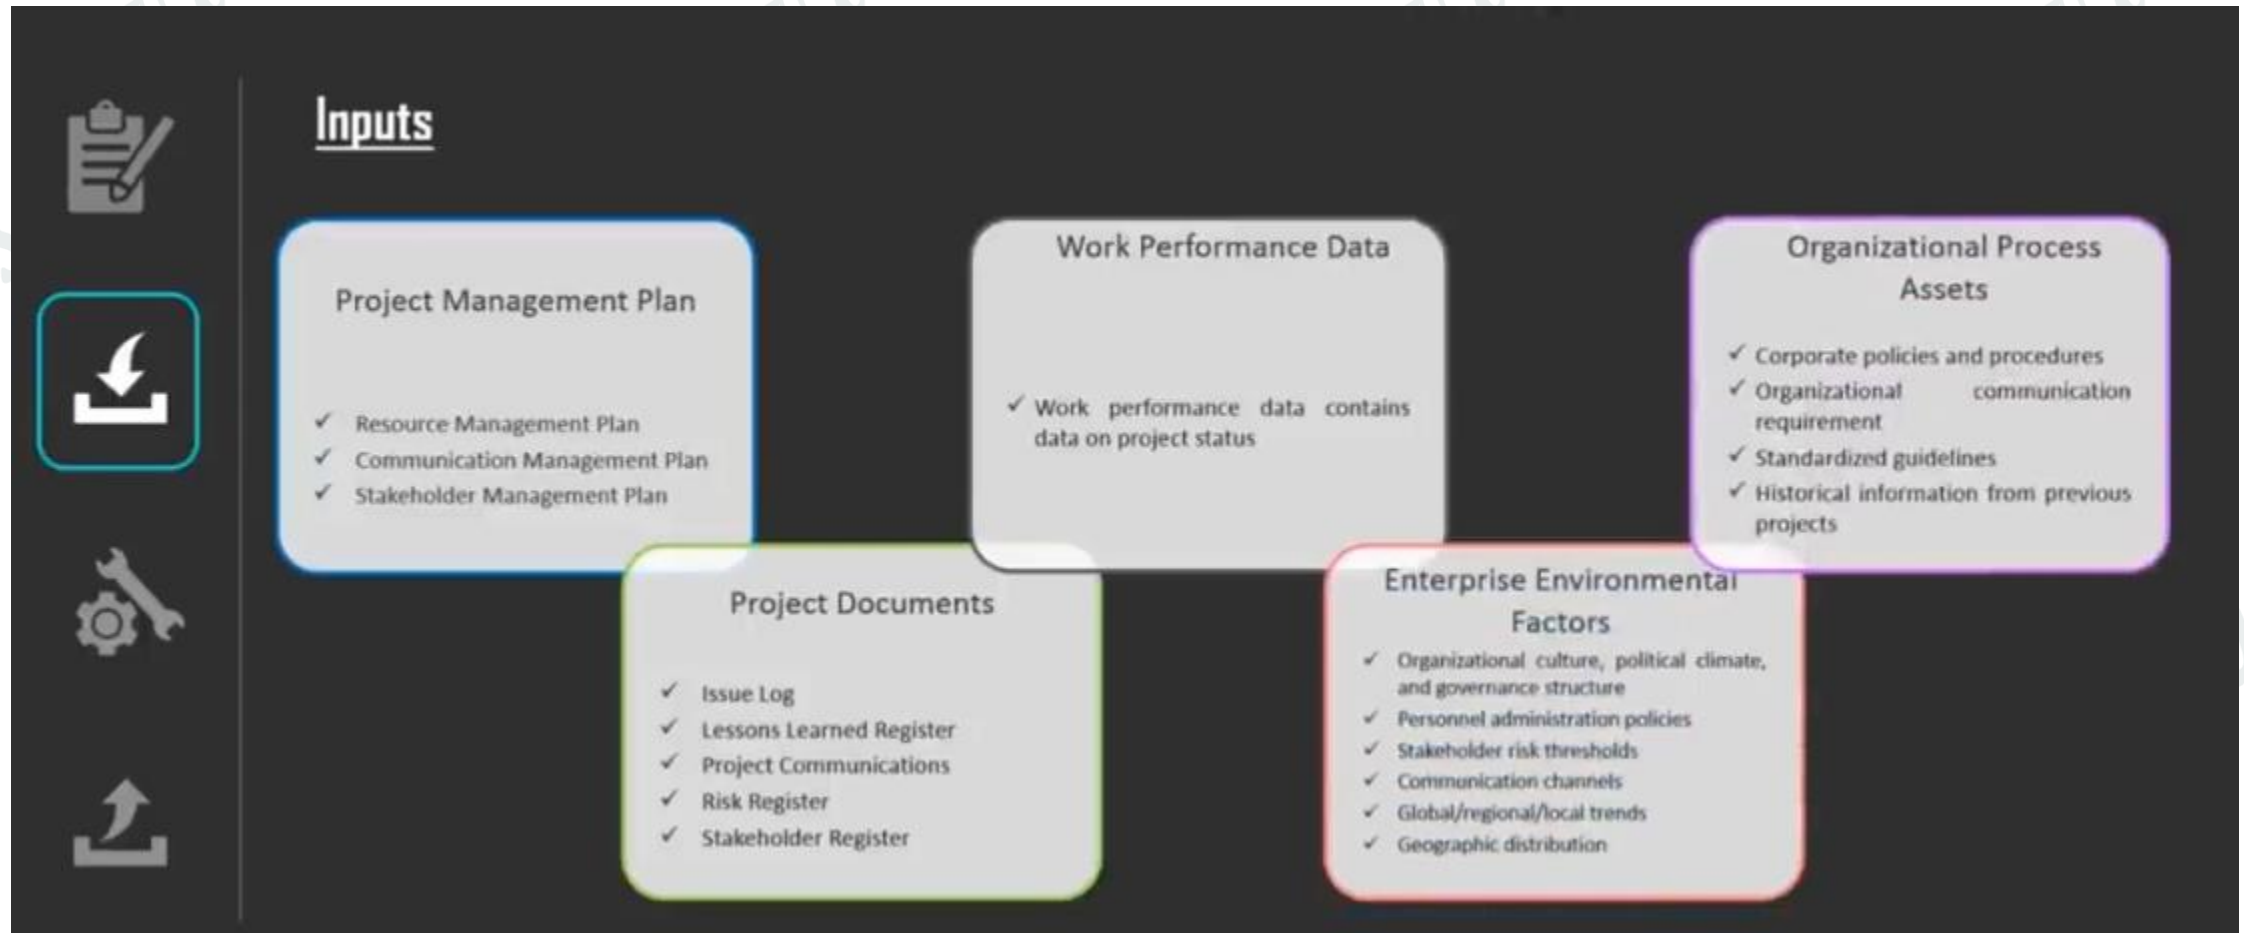 Inputs
Project Management Plan
✓ Resource Management Plan
✓ Communication Management Plan
✓ Stakeholder Management Plan
Project Documents
✓ Issue Log
✓ Lessons Learned Register
✓ Project Communications
✓ Risk Register
✓ Stakeholder Register
Work Performance Data
✓ Work performance data contains
data on project status
Enterprise Environmental
Factors
✓ Organizational culture, political climate,
and governance structure
✓ Personnel administration policies
✓ Stakeholder risk thresholds
✓ Communication channels
✓ Global/regional/local trends
✓ Geographic distribution
Organizational Process
Assets
✓ Corporate policies and procedures
✓ Organizational communication
requirement
✓ Standardized guidelines
✓ Historical information from previous
projects